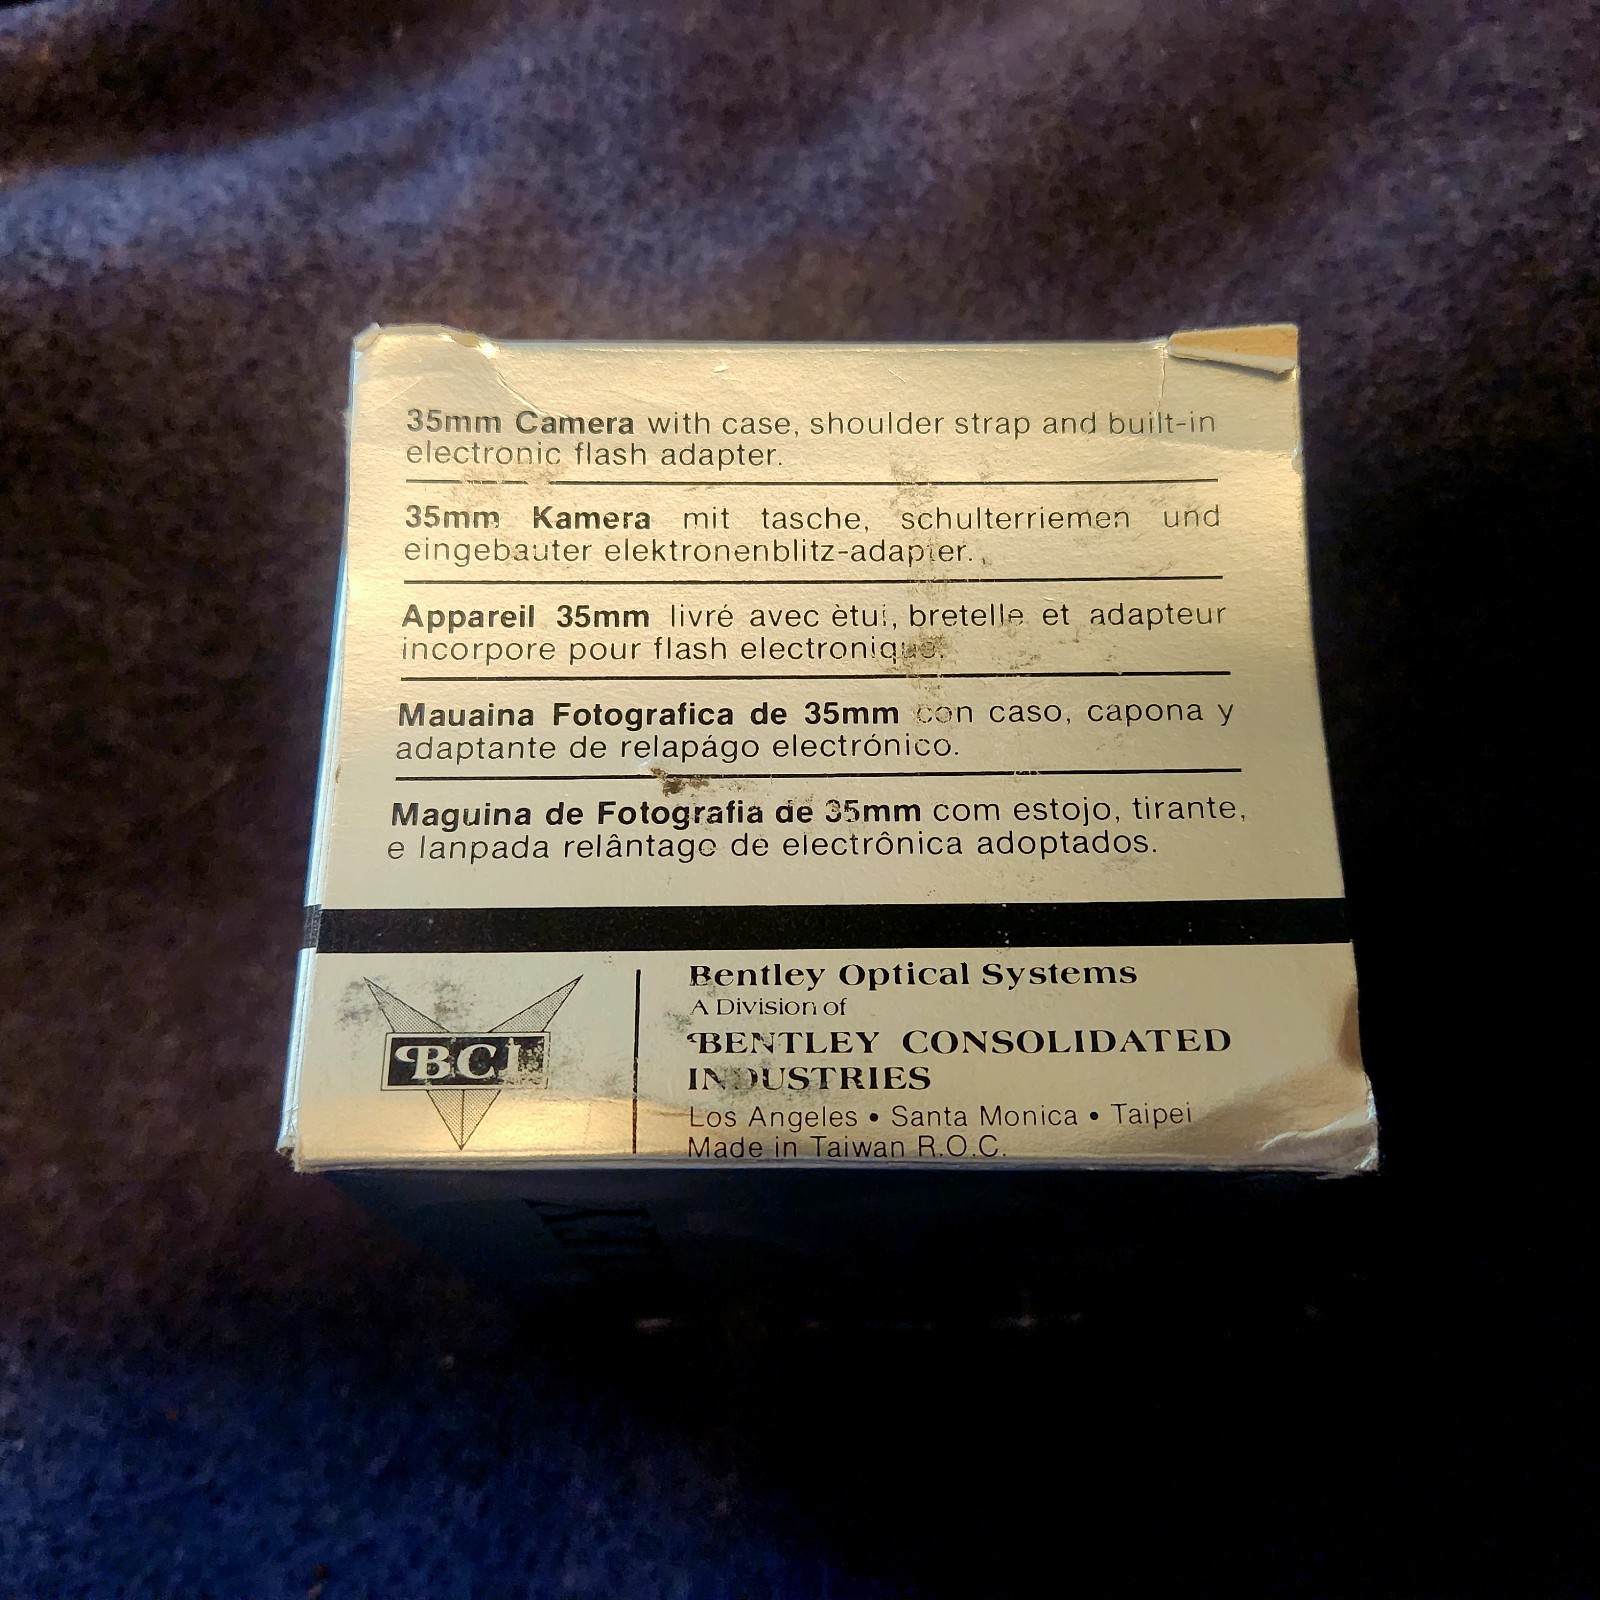 35mm Camera with case, shoulder strap and built-in
electronic flash adapter.
35mm Kamera mit tasche, schulterriemen und
eingebauter elektronenblitz-adapter.
Appareil 35mm livré avec ètui, bretelle et adapteur
incorpore pour flash electronique.
Mauaina Fotografica de 35mm con caso, capona y
adaptante de relapágo electrónico.
Maguina de Fotografia de 35mm com estojo, tirante,
e lanpada relântago de electrônica adoptados.
BCI
Bentley Optical Systems
A Division of
BENTLEY CONSOLIDATED
INDUSTRIES
Los Angeles • Santa Monica • Taipei
Made in Taiwan R.O.C.